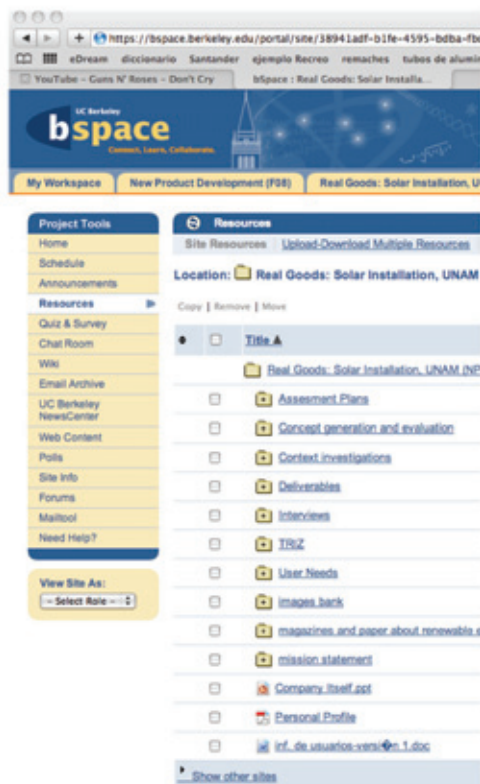 https://bspace.berkeley.edu/portal/site/38941adf-b1fe-4595-bdba-fb
eDream diccionario Santander ejemplo Recreo remaches tubos de alumin
YouTube - Guns N' Roses - Don't Cry bSpace : Real Goods: Solar Installa...
UC Berkeley
bspace
Connect, Learn, Collaborate.
My Workspace New Product Development (F08) Real Goods: Solar Installation, U
Project Tools
Home
Schedule
Announcements
Resources
Quiz & Survey
Chat Room
Wiki
Email Archive
UC Berkeley
NewsCenter
Web Content
Polls
Site Info
Forums
Mailtool
Need Help?
View Site As:
- Select Role -
Resources
Site Resources Upload-Download Multiple Resources
Location: Real Goods: Solar Installation, UNAM
Copy | Remove | Move
Title
Real Goods: Solar Installation, UNAM (NP
Assesment Plans
Concept generation and evaluation
Context investigations
Deliverables
Interviews
TRIZ
User Needs
images bank
magazines and paper about renewable e
mission statement
Company Itself.ppt
Personal Profile
inf. de usuarios-versi�n 1.doc
Show other sites